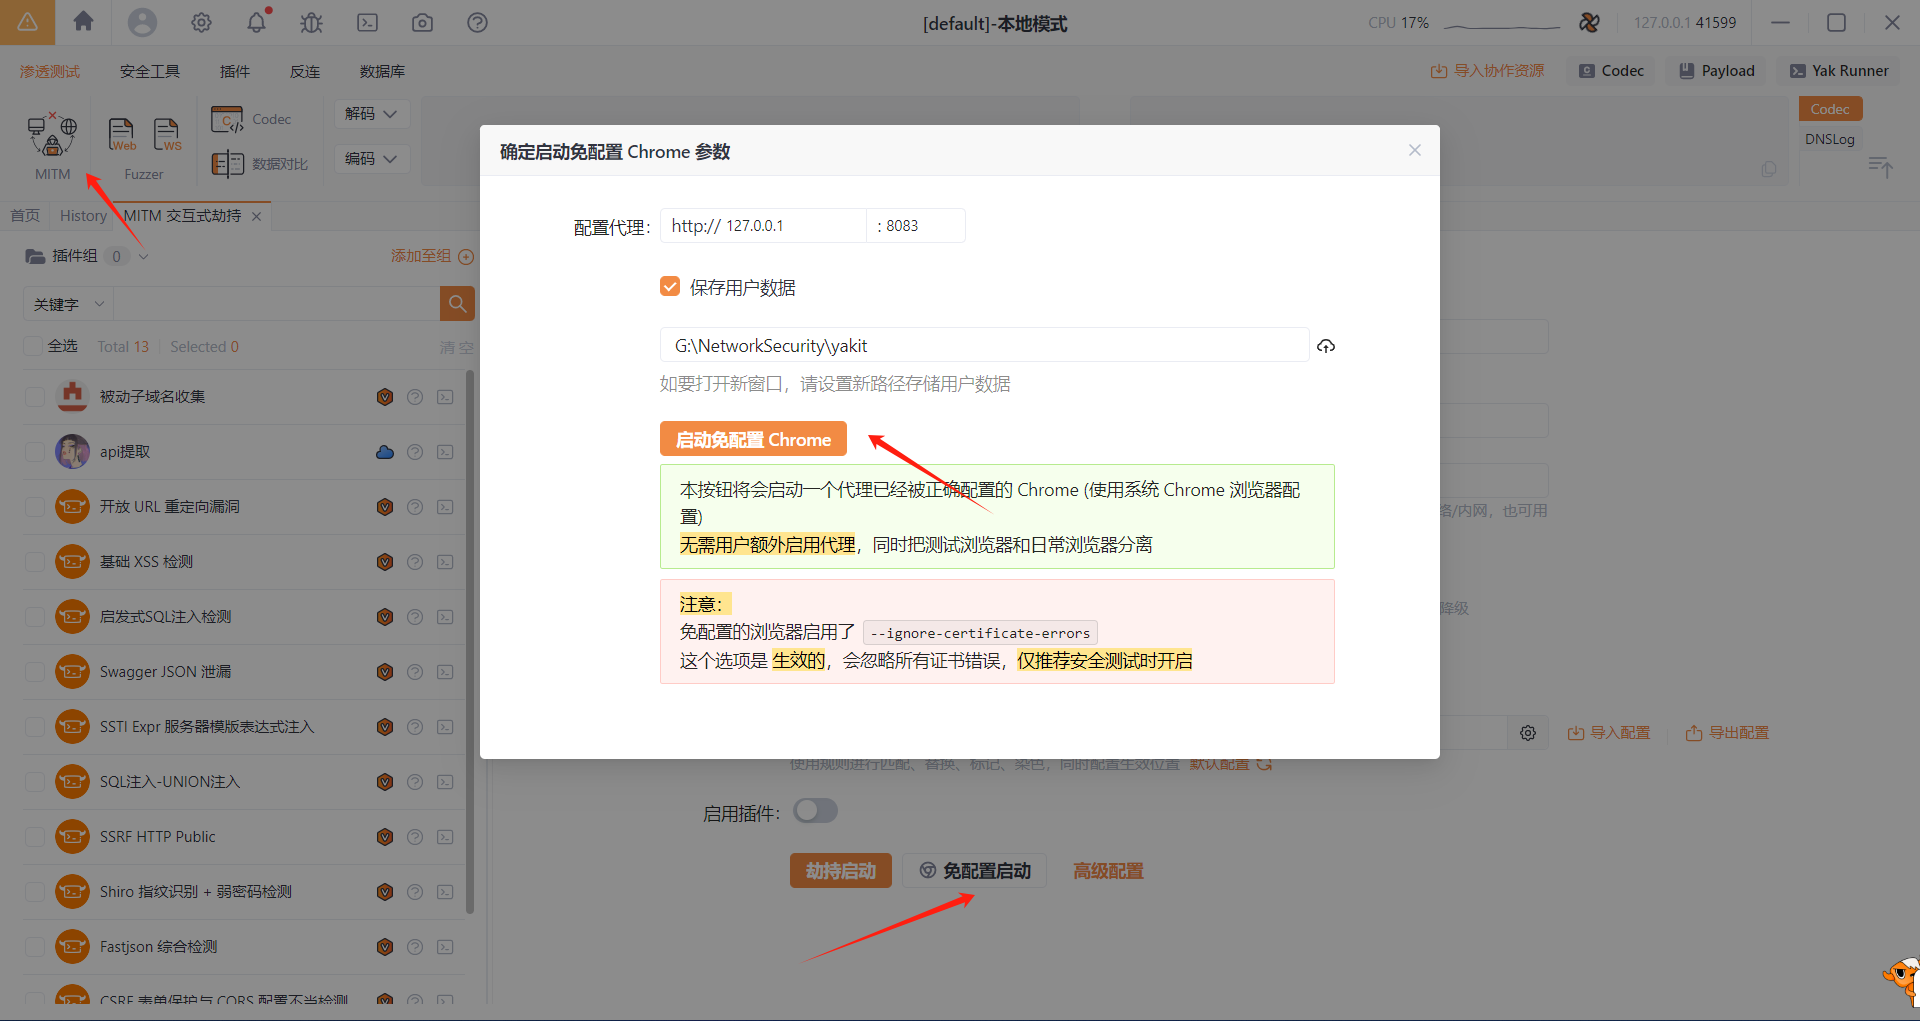 [default]-本地模式
CPU 17%
127.0.0.1 41599
渗透测试
安全工具
插件
反连
数据库
导入协作资源
Codec
Payload
Yak Runner
MITM
Web
WS
Fuzzer
Codec
数据对比
解码
编码
Codec
DNSLog
首页
History
MITM 交互式劫持
插件组 0
添加至组
关键字
全选
Total 13
Selected 0
清空
被动子域名收集
api提取
开放 URL 重定向漏洞
基础 XSS 检测
启发式SQL注入检测
Swagger JSON 泄漏
SSTI Expr 服务器模版表达式注入
SQL注入-UNION注入
SSRF HTTP Public
Shiro 指纹识别 + 弱密码检测
Fastjson 综合检测
CSRF 表单保护与 CORS 配置不当检测
确定启动免配置 Chrome 参数
配置代理：
http:// 127.0.0.1
: 8083
保存用户数据
G:\NetworkSecurity\yakit
如要打开新窗口，请设置新路径存储用户数据
启动免配置 Chrome
本按钮将会启动一个代理已经被正确配置的 Chrome (使用系统 Chrome 浏览器配
置)
无需用户额外启用代理，同时把测试浏览器和日常浏览器分离
注意：
免配置的浏览器启用了 --ignore-certificate-errors
这个选项是 生效的，会忽略所有证书错误，仅推荐安全测试时开启
/内网，也可用
降级
导入配置
导出配置
使用规则进行匹配、替换、标记、染色，同时配置生效位置 默认配置
启用插件：
劫持启动
免配置启动
高级配置